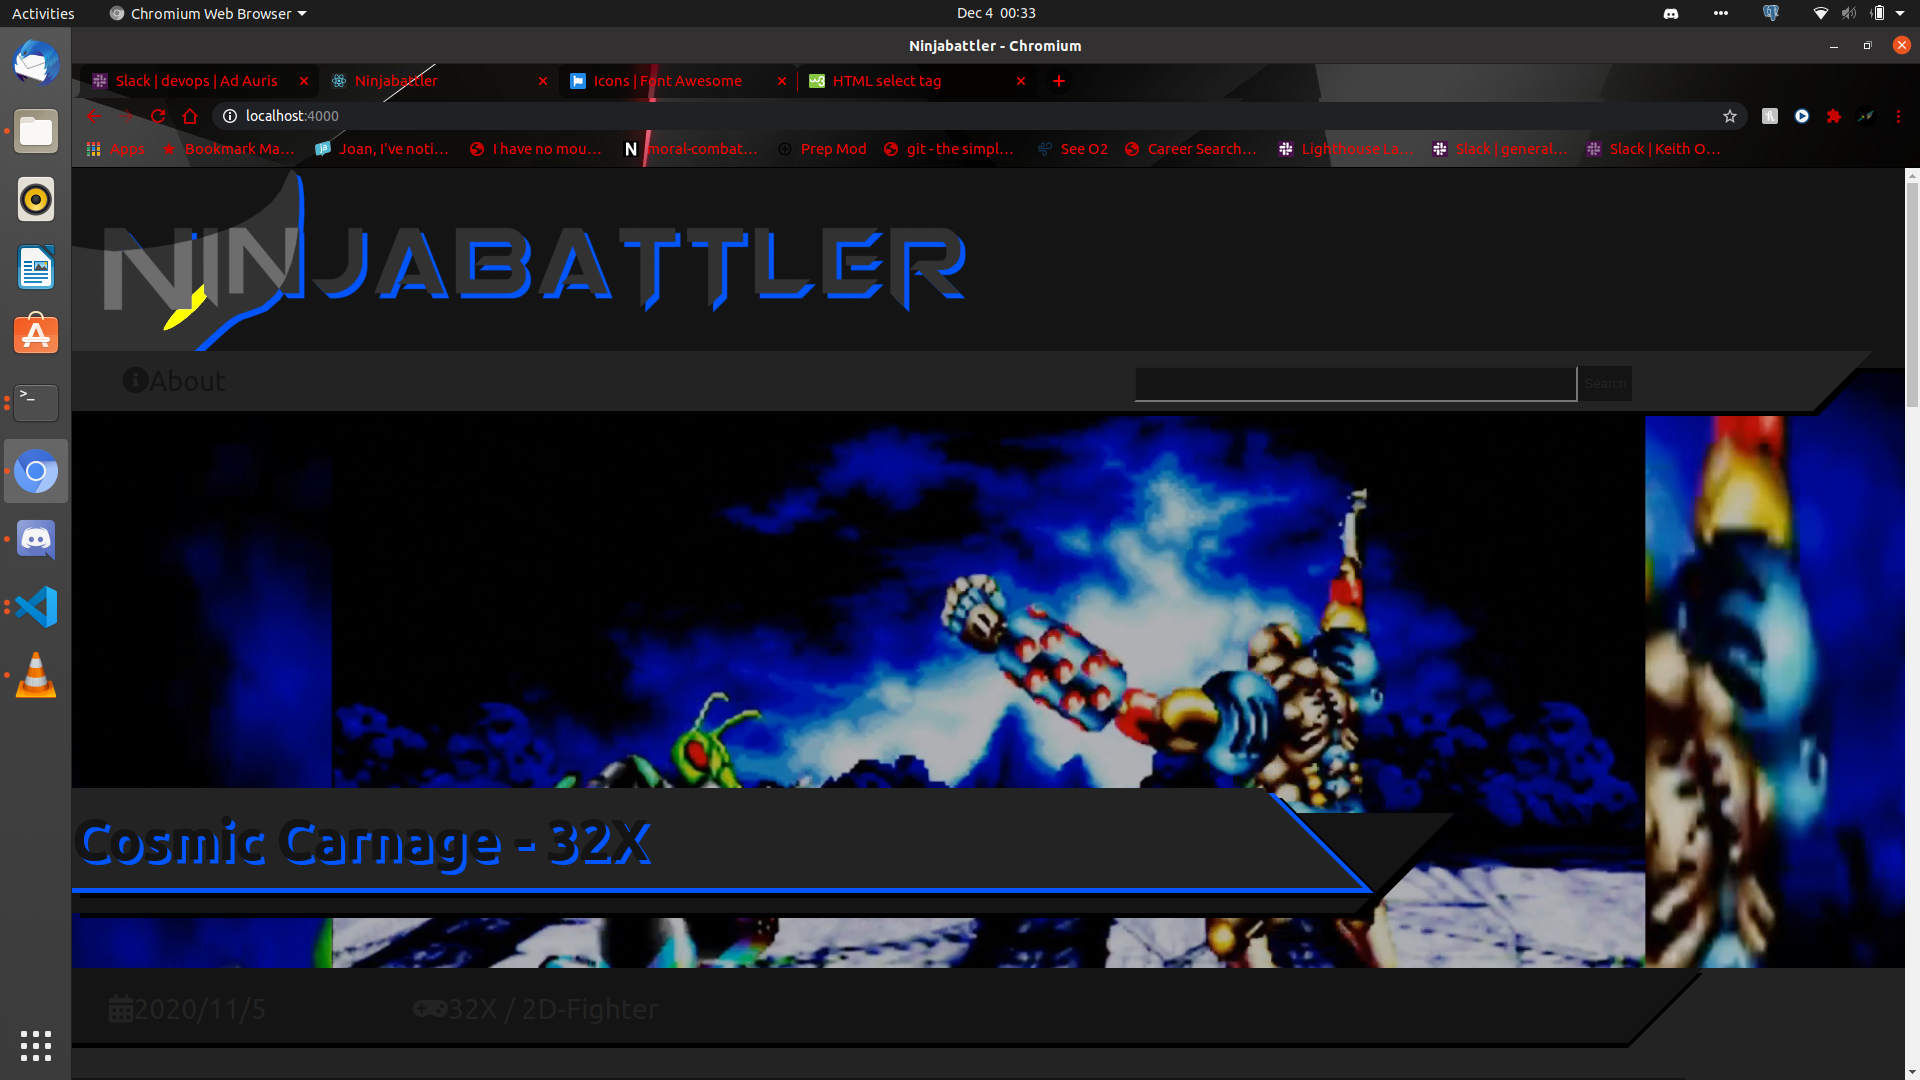 Activities
Chromium Web Browser
Dec 4 00:33
Ninjabattler - Chromium
Slack | devops | Ad Auris
Ninjabattler
Icons | Font Awesome
HTML select tag
localhost:4000
Apps
Bookmark Ma...
Joan, I've noti...
I have no mou...
moral-combat...
Prep Mod
git - the simpl...
See O2
Career Search...
Lighthouse La...
Slack | general...
Slack | Keith O...
NINJABATTLER
About
Search
Cosmic Carnage - 32X
2020/11/5
32X / 2D-Fighter